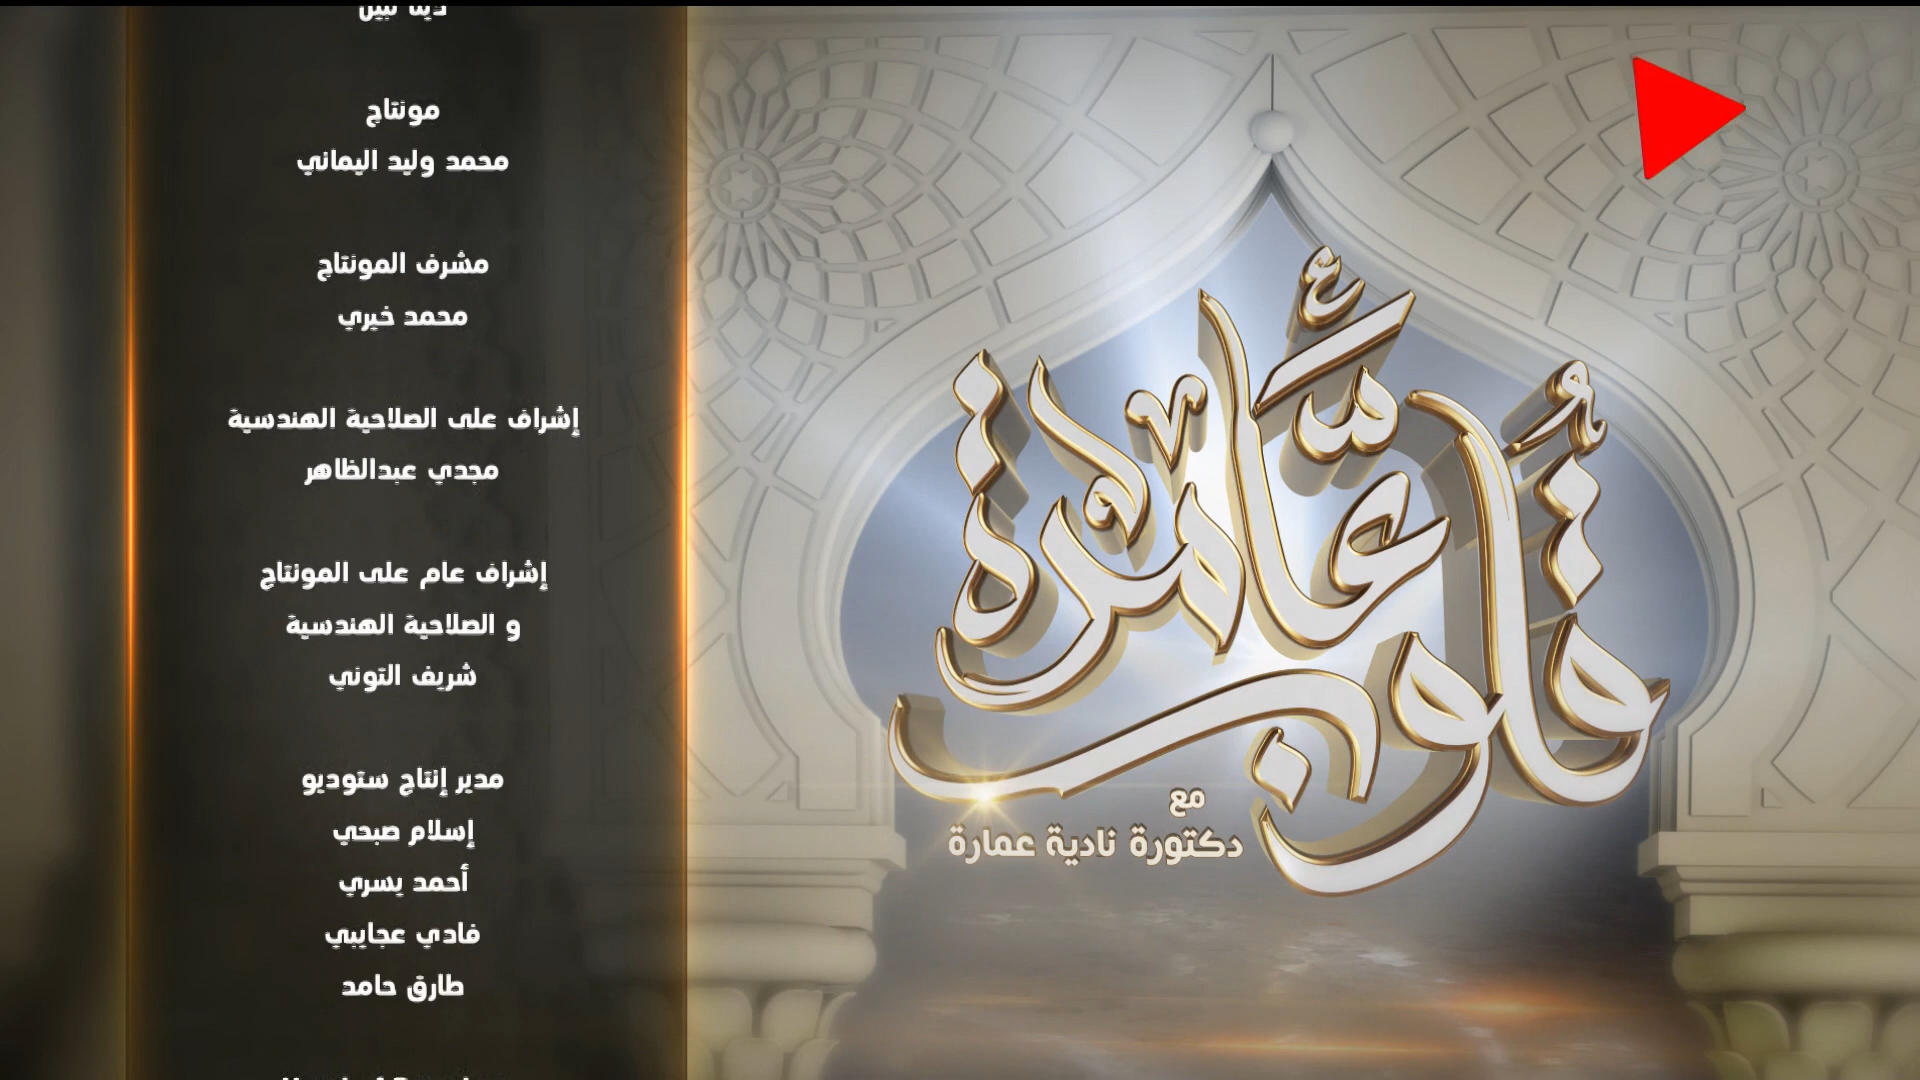 مونتاج
محمد وليد اليماني
مشرف المونتاج
محمد خيري
إشراف على الصلاحية الهندسية
مجدي عبدالظاهر
إشراف عام على المونتاج
و الصلاحية الهندسية
شريف التوني
مدير إنتاج ستوديو
إسلام صبحي
أحمد يسري
فادي عجايبي
طارق حامد
قلوب عامرة
مع
دكتورة نادية عمارة